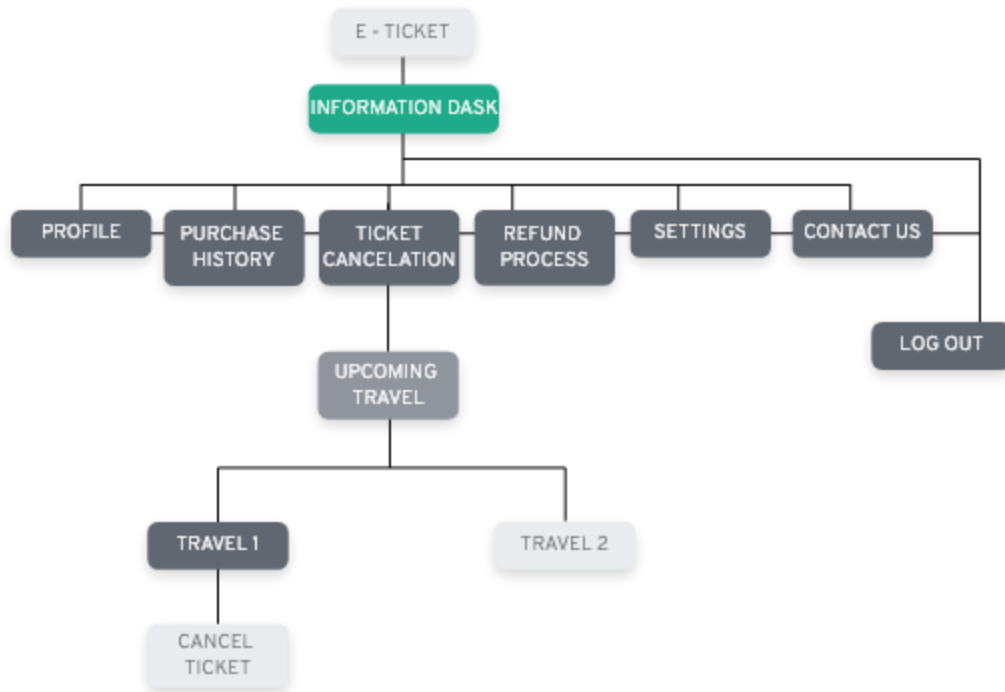 E - TICKET
INFORMATION DASK
PROFILE
PURCHASE
HISTORY
TICKET
CANCELATION
REFUND
PROCESS
SETTINGS
CONTACT US
LOG OUT
UPCOMING
TRAVEL
TRAVEL 1
TRAVEL 2
CANCEL
TICKET